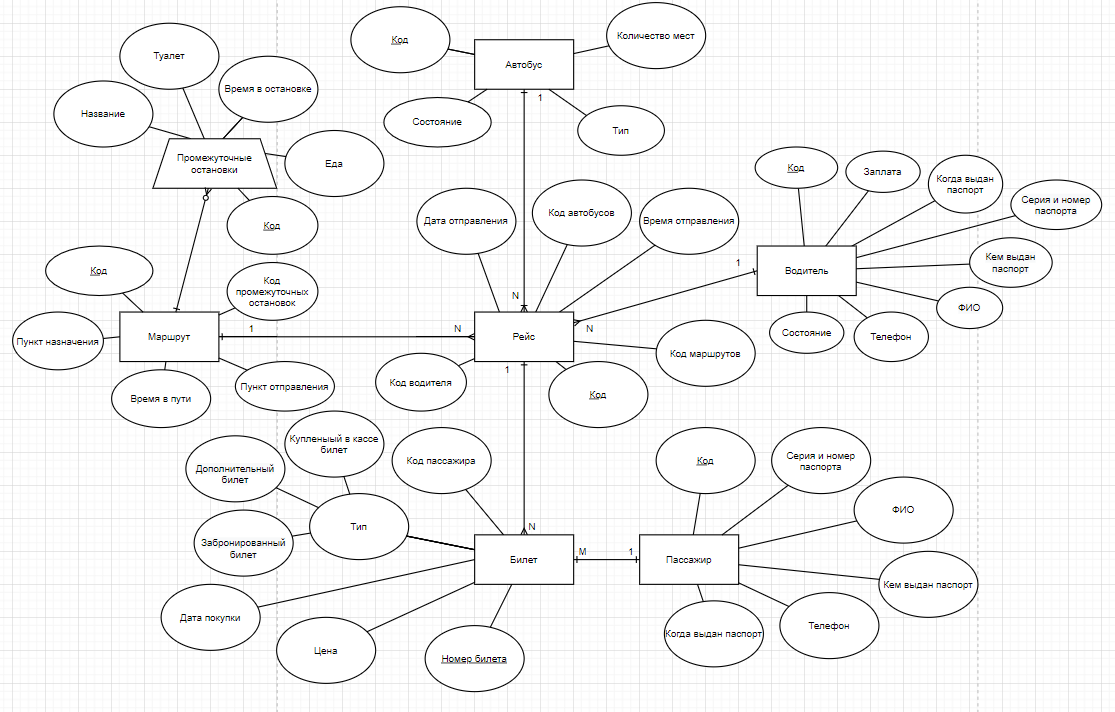 Код
Количество мест
Автобус
Туалет
Время в остановке
Название
1
Состояние
Тип
Промежуточные
остановки
Еда
Код
Заплата
Когда выдан
паспорт
Серия и номер
паспорта
Код
Дата отправления
Код автобусов
Время отправления
Кем выдан
паспорт
1
Водитель
Код
Код
промежуточных
остановок
N
ФИО
Пункт назначения
Маршрут
1
N
Рейс
N
Состояние
Телефон
Код маршрутов
1
Код водителя
Пункт отправления
Время в пути
Код
Купленыый в кассе
билет
Код пассажира
Дополнительный
билет
Код
Серия и номер
паспорта
ФИО
Тип
N
Забронированный
билет
Билет
М
1
Пассажир
Кем выдан паспорт
Дата покупки
Телефон
Когда выдан паспорт
Цена
Номер билета